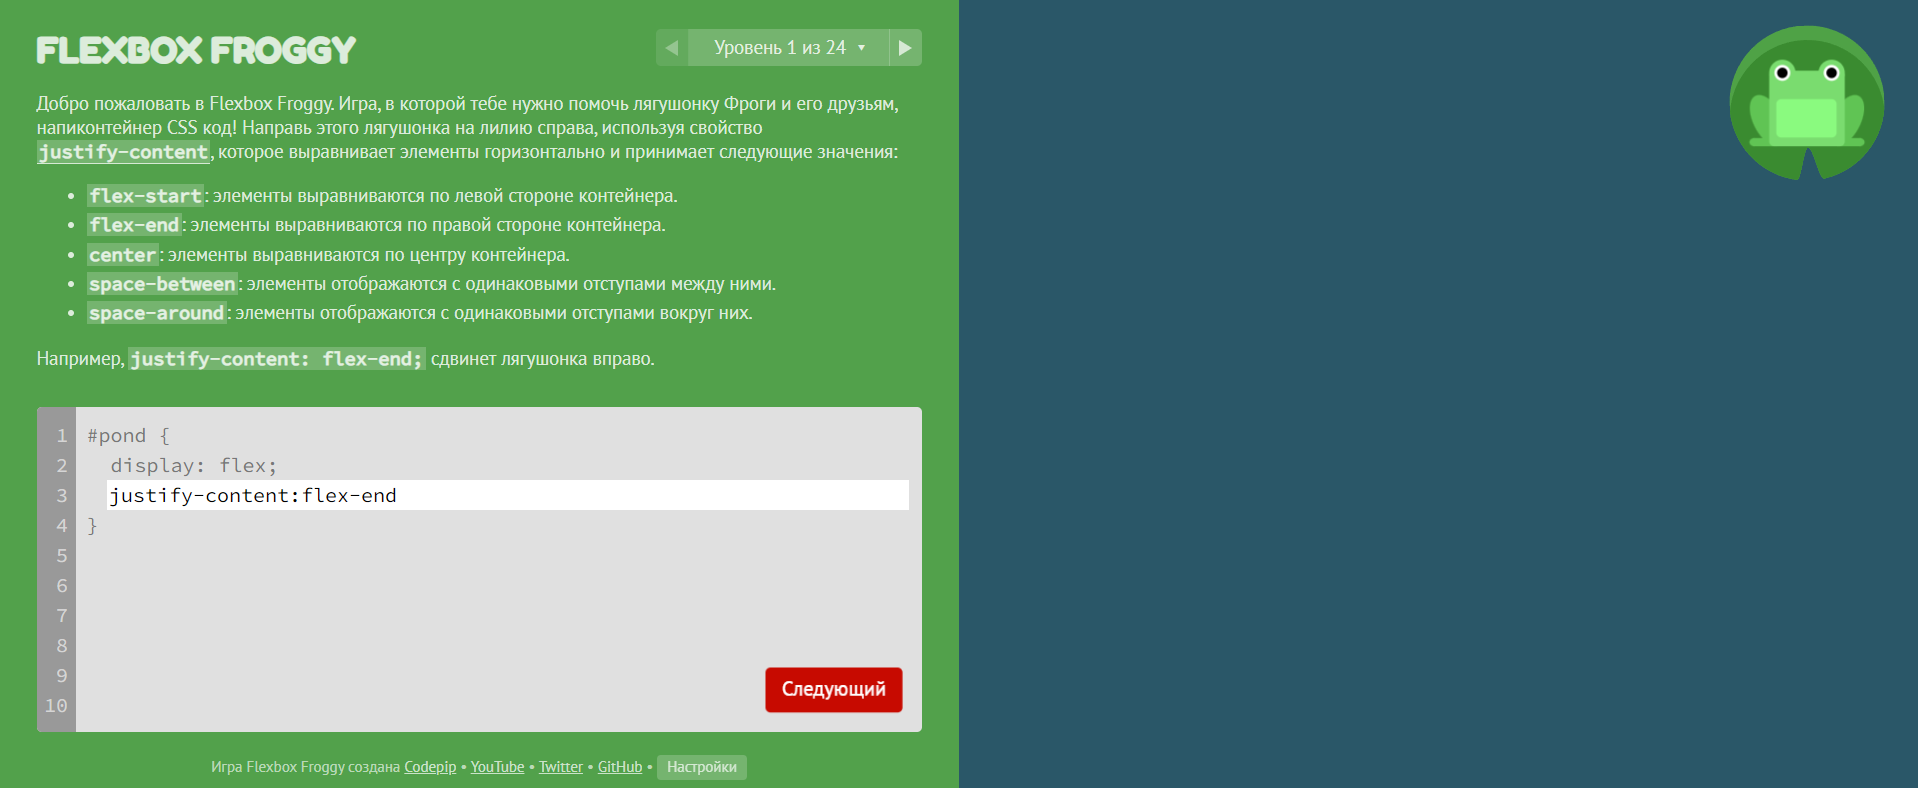 FLEXBOX FROGGY
Уровень 1 из 24
Добро пожаловать в Flexbox Froggy. Игра, в которой тебе нужно помочь лягушонку Фроги и его друзьям,
напиконтейнер CSS код! Направь этого лягушонка на лилию справа, используя свойство
justify-content, которое выравнивает элементы горизонтально и принимает следующие значения:
• flex-start: элементы выравниваются по левой стороне контейнера.
• flex-end: элементы выравниваются по правой стороне контейнера.
• center: элементы выравниваются по центру контейнера.
• space-between: элементы отображаются с одинаковыми отступами между ними.
• space-around: элементы отображаются с одинаковыми отступами вокруг них.
Например, justify-content: flex-end; сдвинет лягушонка вправо.
1 #pond {
2 display: flex;
3 justify-content:flex-end
4 }
5
6
7
8
9
10
Следующий
Игра Flexbox Froggy создана Codepip • YouTube • Twitter • GitHub • Настройки